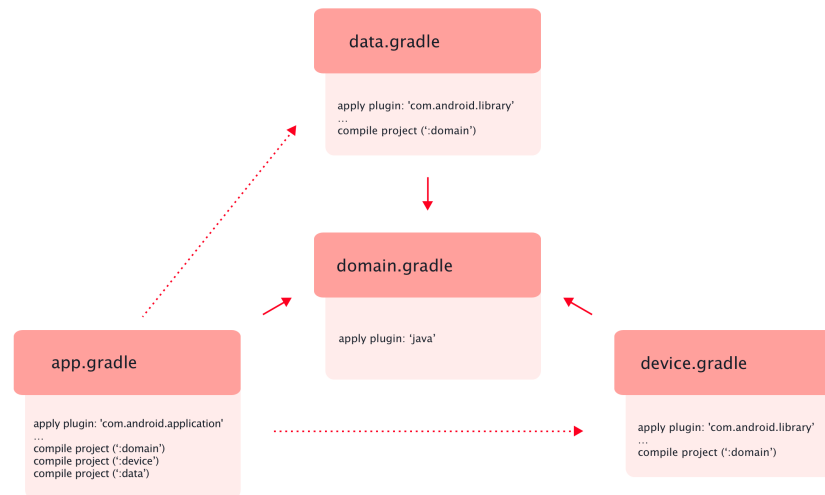 data.gradle
apply plugin: 'com.android.library’
…
compile project (‘:domain’)
domain.gradle
apply plugin: ‘java’
app.gradle
apply plugin: 'com.android.application’
…
compile project (‘:domain’)
compile project (‘:device’)
compile project (‘:data’)
device.gradle
apply plugin: 'com.android.library’
…
compile project (‘:domain’)